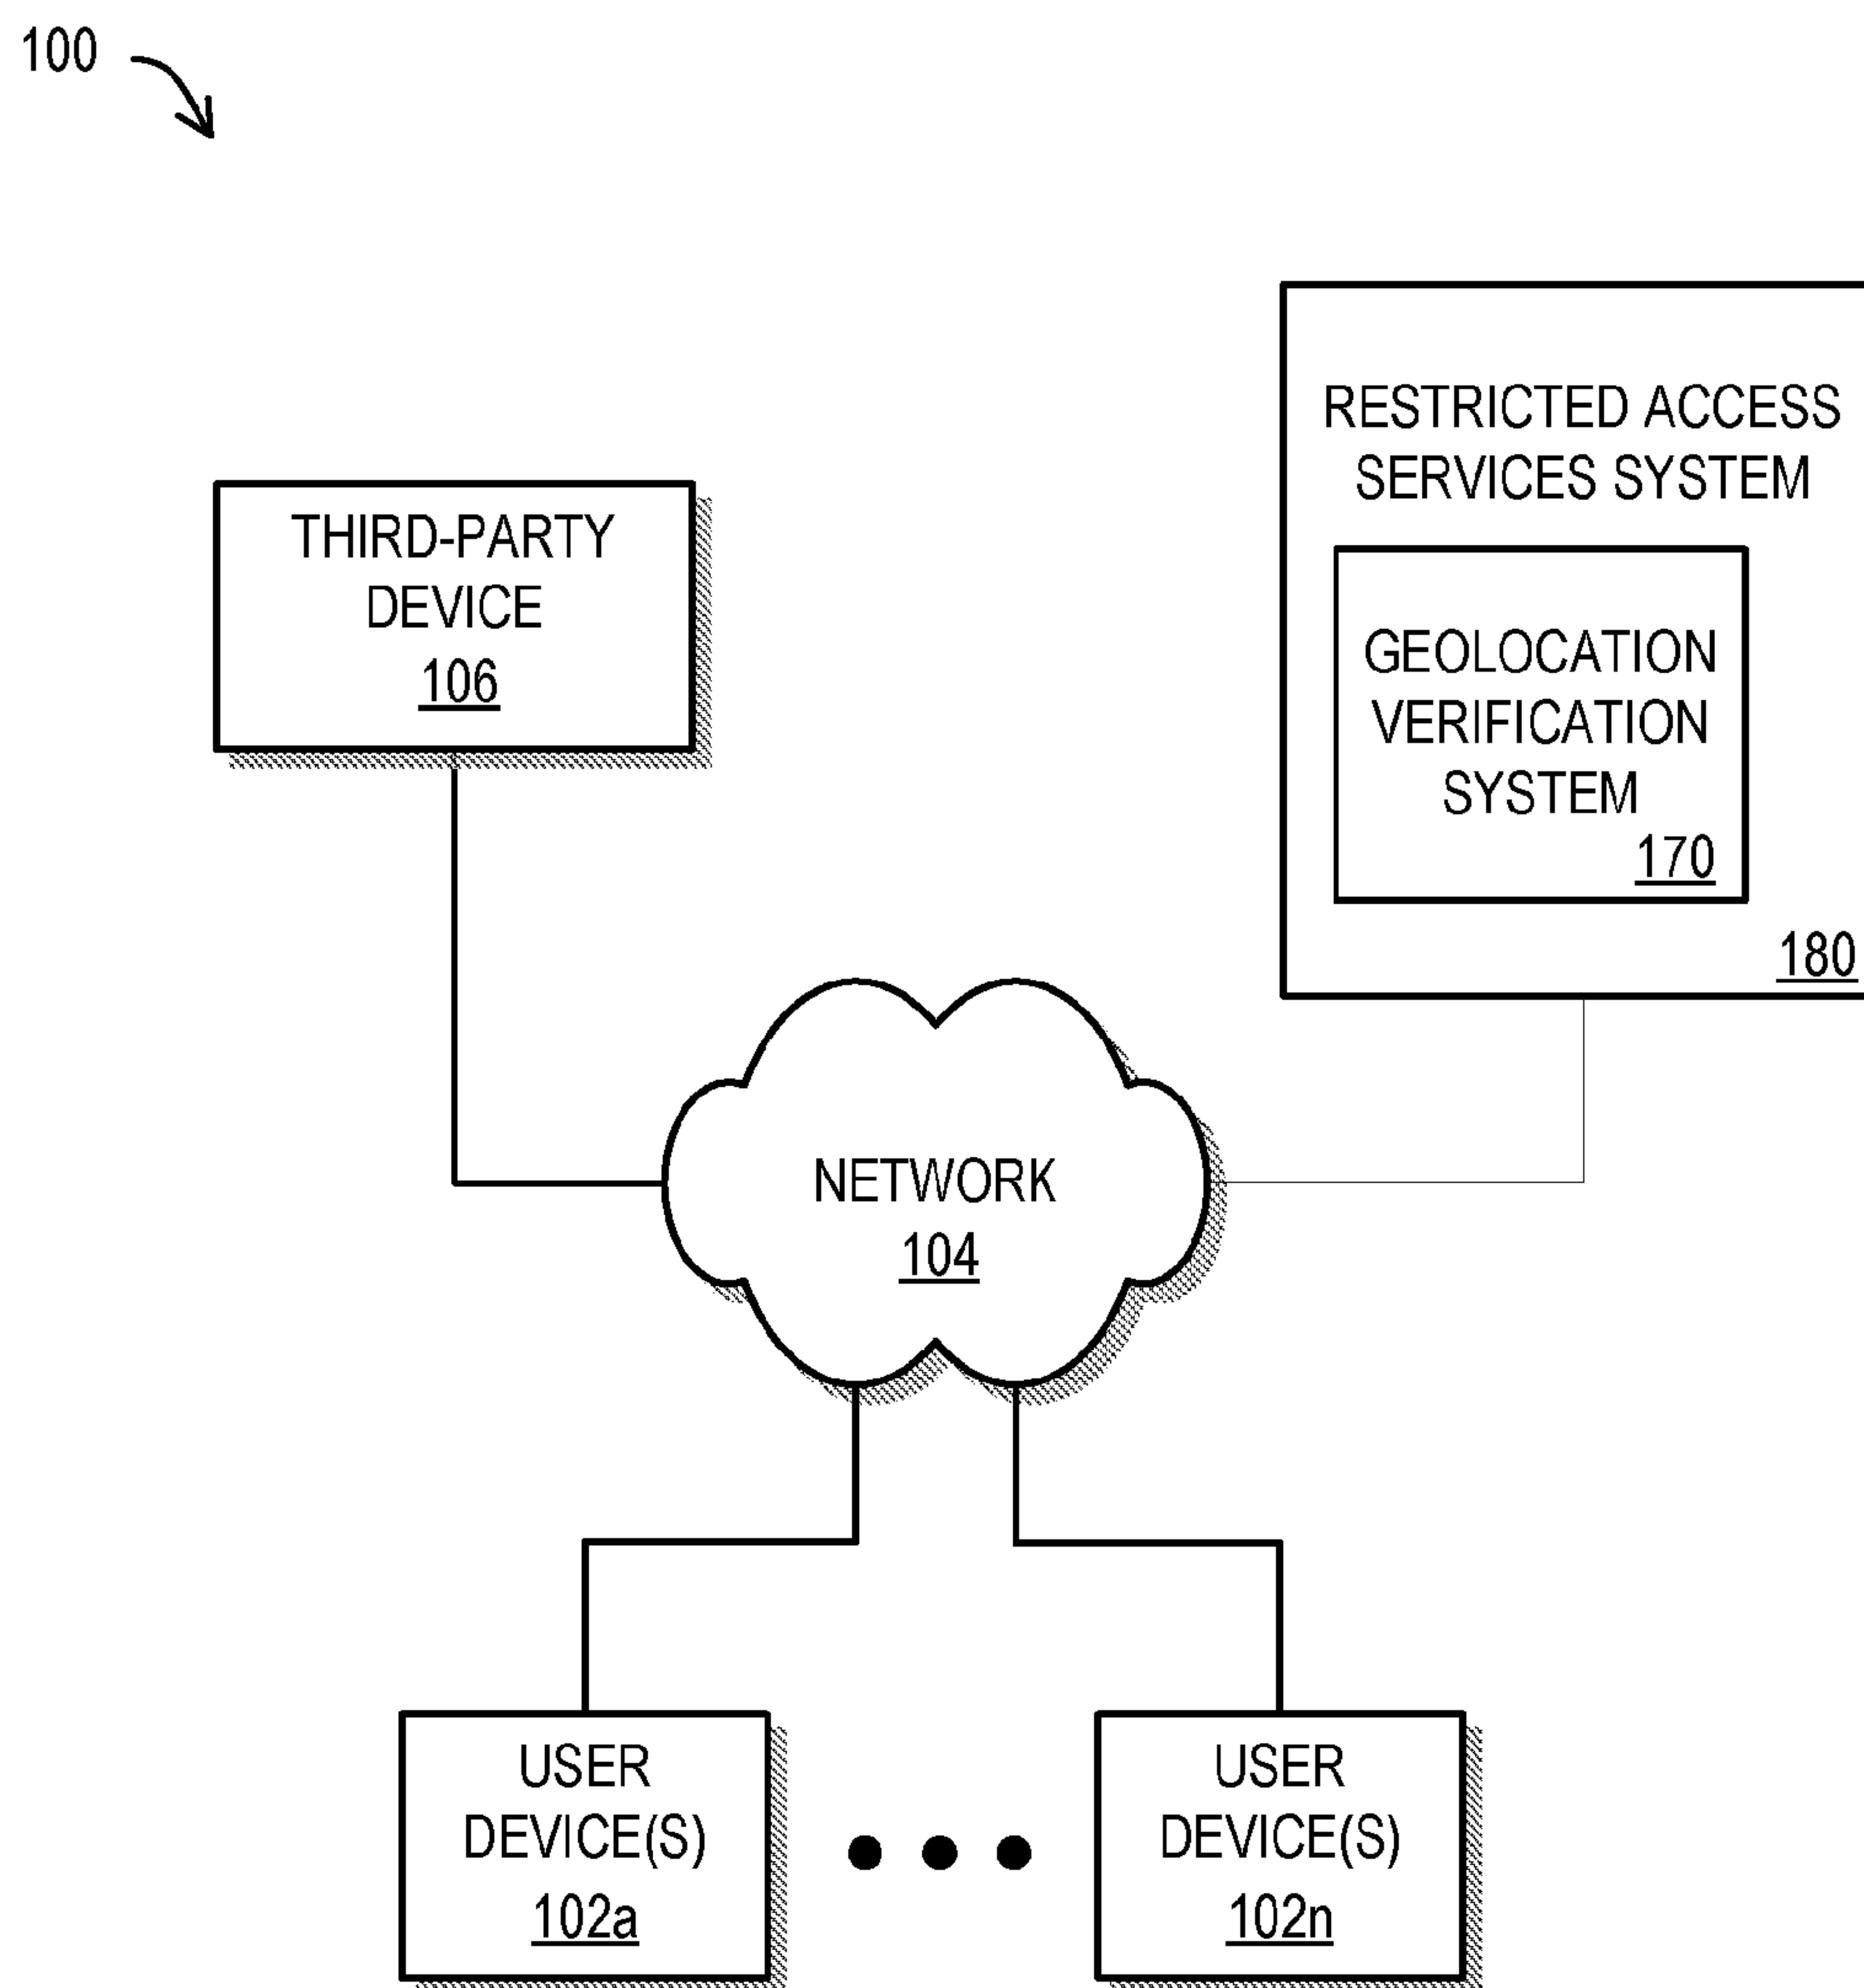 100
RESTRICTED ACCESS
SERVICES SYSTEM
THIRD-PARTY
DEVICE
106
GEOLOCATION
VERIFICATION
SYSTEM
170
180
NETWORK
104
USER
DEVICE(S)
102a
USER
DEVICE(S)
102n